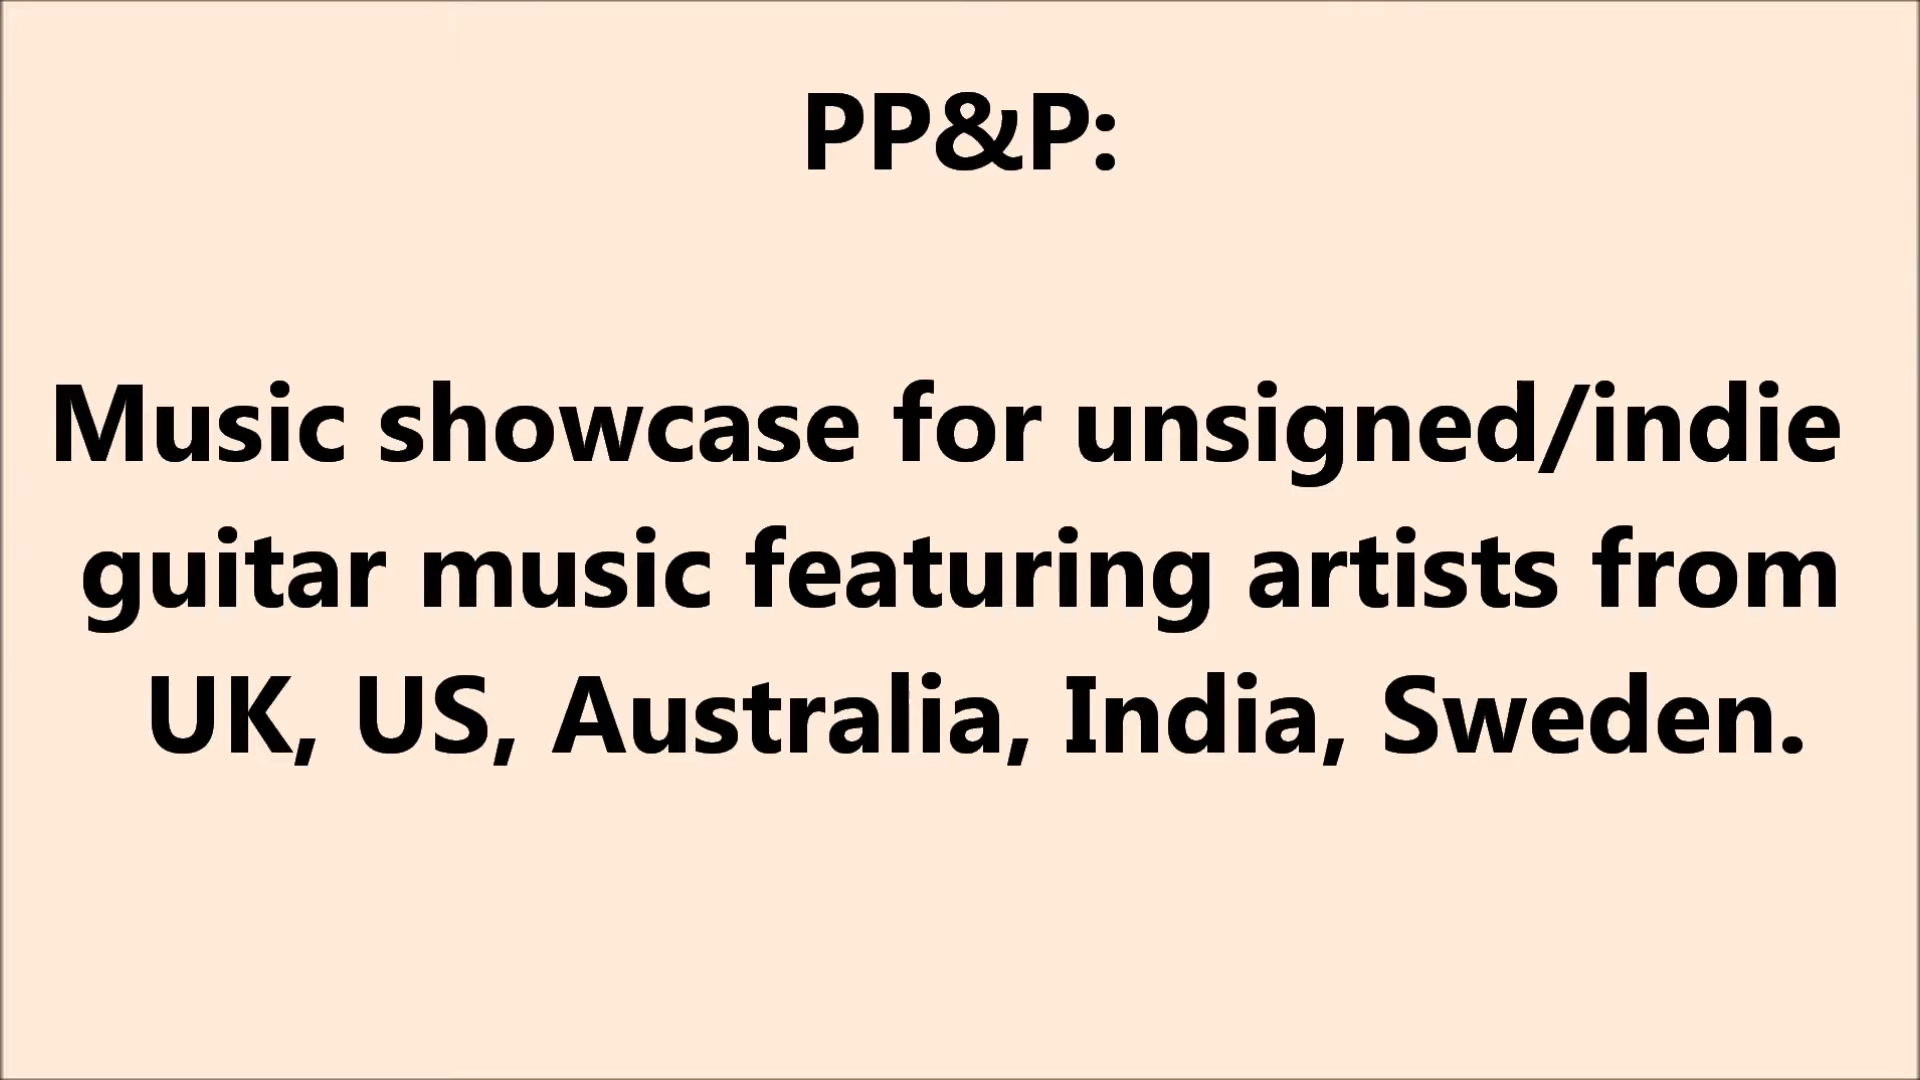 PP&P:
Music showcase for unsigned/indie
guitar music featuring artists from
UK, US, Australia, India, Sweden.